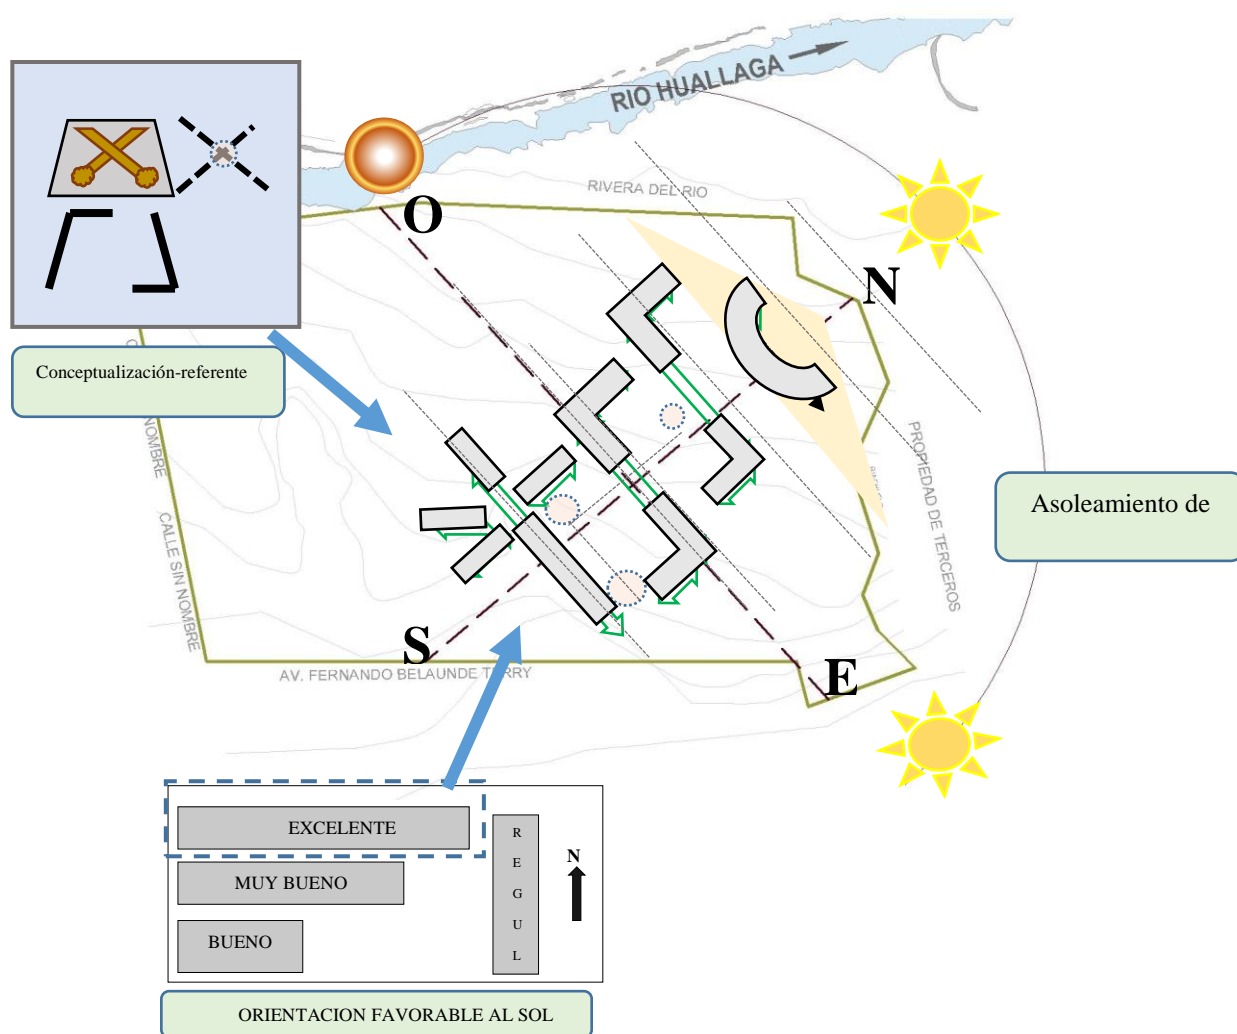 RIO HUALLAGA
RIVERA DEL RIO
O
N
Conceptualización-referente
NOMBRE
CALLE SIN NOMBRE
PROPIEDAD DE TERCEROS
Asoleamiento de
S
E
AV. FERNANDO BELAUNDE TERRY
EXCELENTE
MUY BUENO
BUENO
R
E
G
U
L
N
ORIENTACION FAVORABLE AL SOL